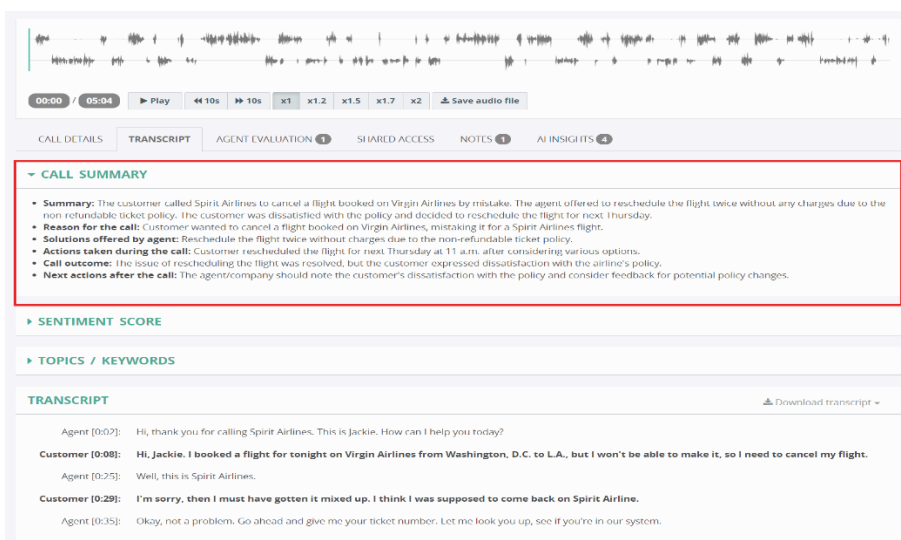 00:00 / 05:04 Play 10s 10s x1 x1.2 x1.5 x1.7 x2 Save audio file
CALL DETAILS TRANSCRIPT AGENT EVALUATION 1 SHARED ACCESS NOTES 1 AI INSIGHTS 4
CALL SUMMARY
• Summary: The customer called Spirit Airlines to cancel a flight booked on Virgin Airlines by mistake. The agent offered to reschedule the flight twice without any charges due to the
non refundable ticket policy. The customer was dissatisfied with the policy and decided to reschedule the flight for next Thursday.
• Reason for the call: Customer wanted to cancel a flight booked on Virgin Airlines, mistaking it for a Spirit Airlines flight.
• Solutions offered by agent: Reschedule the flight twice without charges due to the non-refundable ticket policy.
• Actions taken during the call: Customer rescheduled the flight for next Thursday at 11 a.m. after considering various options.
• Call outcome: The issue of rescheduling the flight was resolved, but the customer expressed dissatisfaction with the airline's policy.
• Next actions after the call: The agent/company should note the customer's dissatisfaction with the policy and consider feedback for potential policy changes.
SENTIMENT SCORE
TOPICS / KEYWORDS
TRANSCRIPT Download transcript
Agent [0:02]: Hi, thank you for calling Spirit Airlines. This is Jackie. How can I help you today?
Customer [0:08]: Hi, Jackie. I booked a flight for tonight on Virgin Airlines from Washington, D.C. to L.A., but I won't be able to make it, so I need to cancel my flight.
Agent [0:25]: Well, this is Spirit Airlines.
Customer [0:29]: I'm sorry, then I must have gotten it mixed up. I think I was supposed to come back on Spirit Airline.
Agent [0:35]: Okay, not a problem. Go ahead and give me your ticket number. Let me look you up, see if you're in our system.